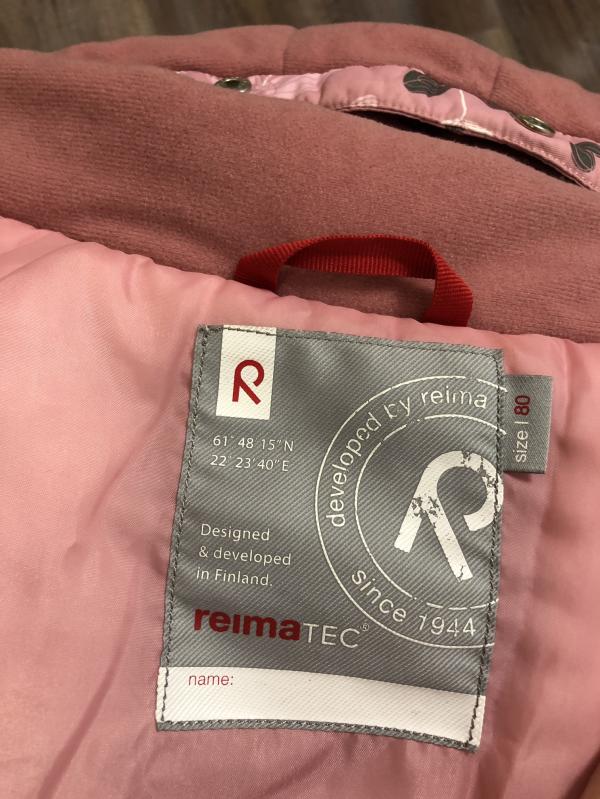 R
61° 48' 15" N
22° 23' 40" E
developed by reima
R
since 1944
size | 80
Designed
& developed
in Finland.
reimaTEC®
name: